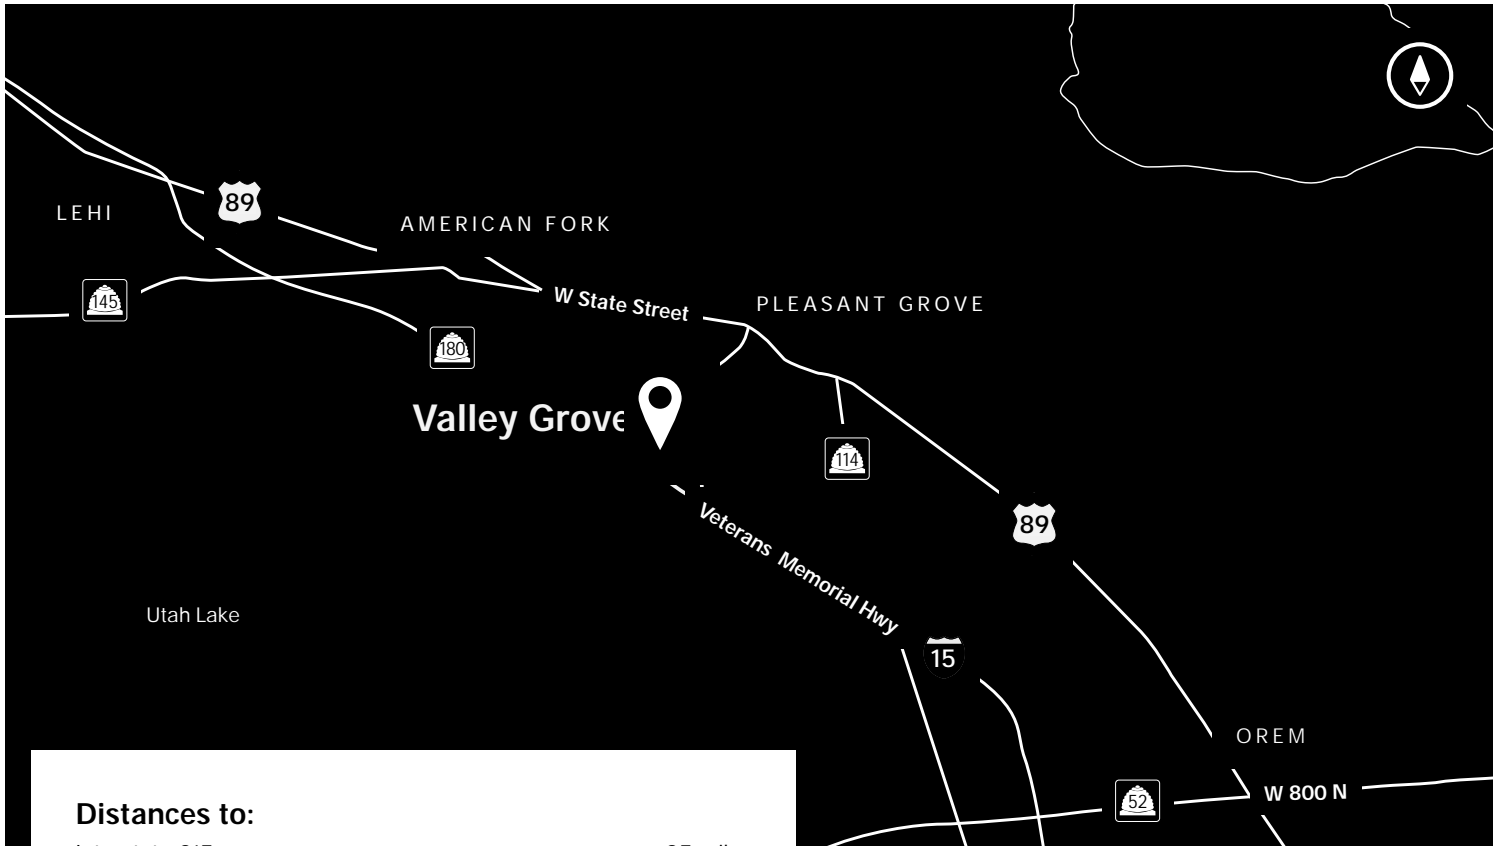 89
LEHI
AMERICAN FORK
145
W State Street
PLEASANT GROVE
180
Valley Grove
114
Veterans Memorial Hwy
89
Utah Lake
15
OREM
52
W 800 N
Distances to: